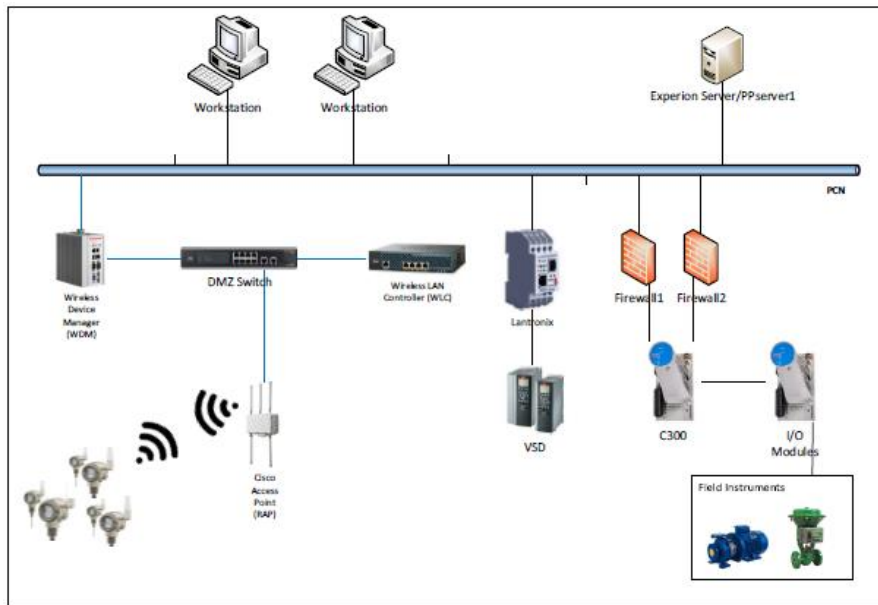 Workstation
Workstation
Experion Server/PPserver1
PCN
Wireless
Device
Manager
(WDM)
DMZ Switch
Wireless LAN
Controller (WLC)
Lantronix
Firewall1
Firewall2
VSD
C300
I/O
Modules
Cisco
Access
Point
(RAP)
Field Instruments